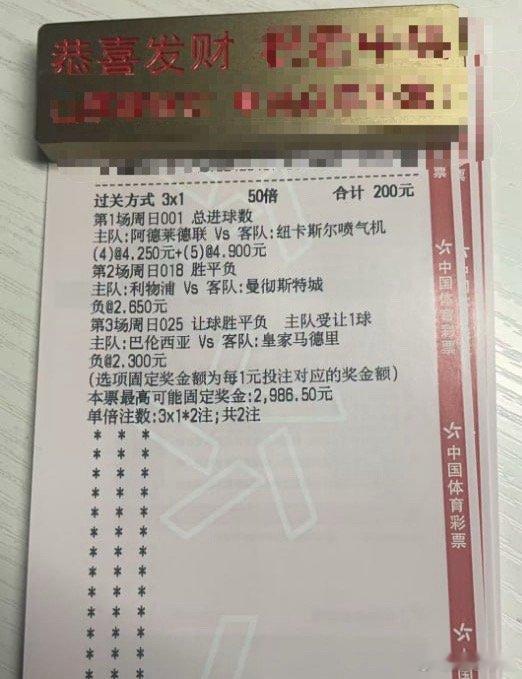 恭喜发财
过关方式 3x1 50倍 合计 200元
第1场周日001 总进球数
主队:阿德莱德联 Vs 客队:纽卡斯尔喷气机
(4)@4.250元+(5)@4.900元
第2场周日018 胜平负
主队:利物浦 Vs 客队:曼彻斯特城
负@2.650元
第3场周日025 让球胜平负 主队受让1球
主队:巴伦西亚 Vs 客队:皇家马德里
负@2.300元
(选项固定奖金额为每1元投注对应的奖金额)
本票最高可能固定奖金:2,986.50元
单倍注数:3x1*2注;共2注
* * *
* * *
* * *
* * *
* * *
* * *
* * *
* * *
* * *
* * *
* * *
* * *
票
中国体育彩票
中国体育彩票